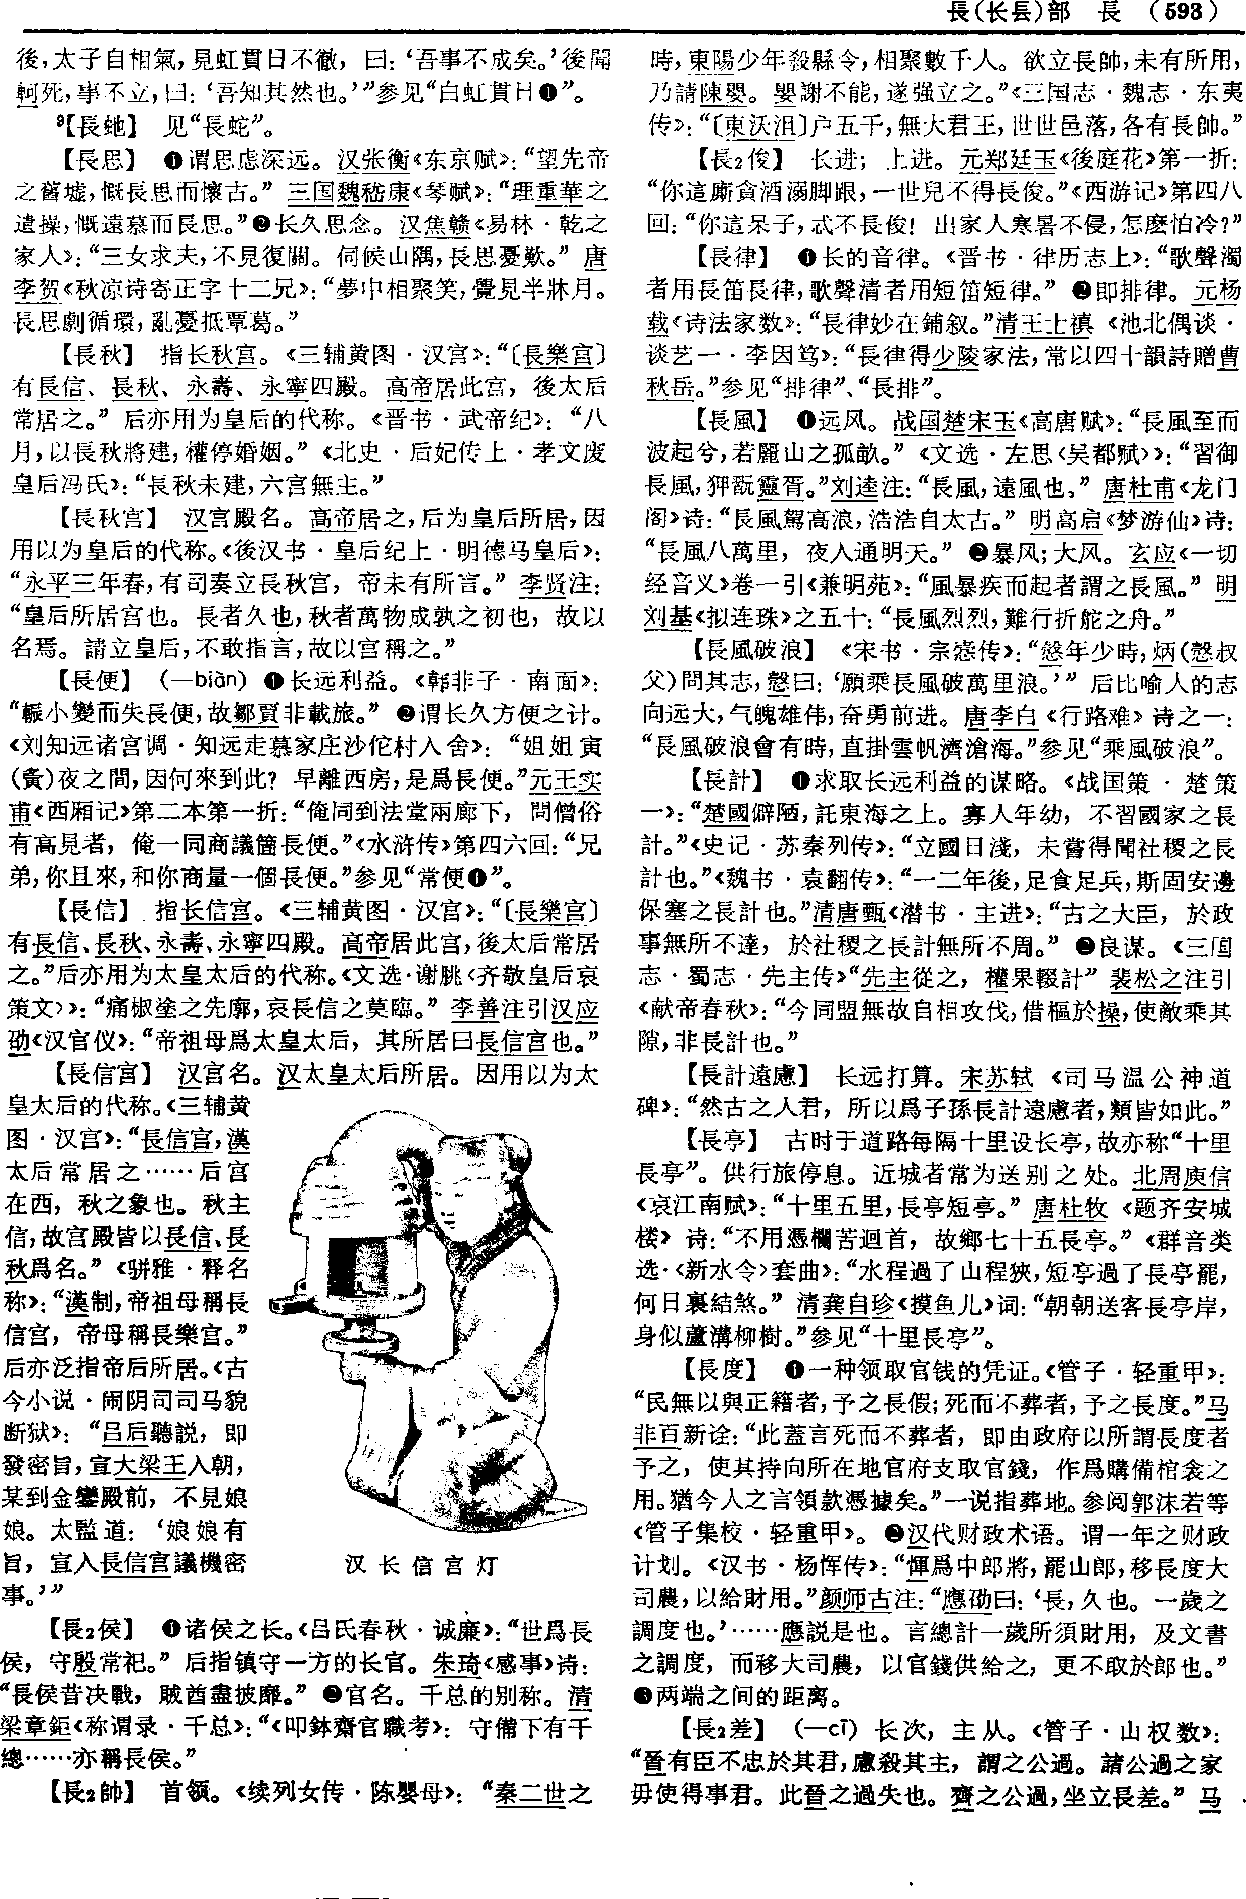 長(长镸)部　長　(593)
後，太子自相氣，見虹貫日不徹，曰：‘吾事不成矣。’後聞
軻死，事不立，曰：‘吾知其然也。’”参见“白虹貫日❶”。
⁹【長虵】　见“長蛇”。
【長思】　❶谓思虑深远。汉张衡《东京赋》：“望先帝
之舊墟，慨長思而懷古。”三国魏嵇康《琴赋》：“理重華之
遺操，慨遠慕而長思。”❷长久思念。汉焦赣《易林·乾之
家人》：“三女求夫，不見復關。伺候山隅，長思憂歎。”唐
李贺《秋凉诗寄正字十二兄》：“夢中相聚笑，覺見半牀月。
長思劇循環，亂憂抵覃葛。”
【長秋】　指长秋宫。《三辅黄图·汉宫》：“〔長樂宫〕
有長信、長秋、永壽、永寧四殿。高帝居此宫，後太后
常居之。”后亦用为皇后的代称。《晋书·武帝纪》：“八
月，以長秋將建，權停婚姻。”《北史·后妃传上·孝文废
皇后冯氏》：“長秋未建，六宫無主。”
【長秋宫】　汉宫殿名。高帝居之，后为皇后所居，因
用以为皇后的代称。《後汉书·皇后纪上·明德马皇后》：
“永平三年春，有司奏立長秋宫，帝未有所言。”李贤注：
“皇后所居宫也。長者久也，秋者萬物成孰之初也，故以
名焉。請立皇后，不敢指言，故以宫稱之。”
【長便】　(—biàn) ❶长远利益。《韩非子·南面》：
“輾小變而失長便，故鄒賈非載旅。”❷谓长久方便之计。
《刘知远诸宫调·知远走慕家庄沙佗村入舍》：“姐姐寅
(夤)夜之間，因何來到此？早離西房，是爲長便。”元王实
甫《西厢记》第二本第一折：“俺同到法堂兩廊下，問僧俗
有高見者，俺一同商議箇長便。”《水浒传》第四六回：“兄
弟，你且來，和你商量一個長便。”参见“常便❶”。
【長信】　指长信宫。《三辅黄图·汉宫》：“〔長樂宫〕
有長信、長秋、永壽、永寧四殿。高帝居此宫，後太后常居
之。”后亦用为太皇太后的代称。《文选·谢朓〈齐敬皇后哀
策文〉》：“痛椒塗之先廓，哀長信之莫臨。”李善注引汉应
劭《汉官仪》：“帝祖母爲太皇太后，其所居曰長信宫也。”
【長信宫】　汉宫名。汉太皇太后所居。因用以为太
皇太后的代称。《三辅黄
图·汉宫》：“長信宫，漢
太后常居之……后宫
在西，秋之象也。秋主
信，故宫殿皆以長信、長
秋爲名。”《骈雅·释名
称》：“漢制，帝祖母稱長
信宫，帝母稱長樂宫。”
后亦泛指帝后所居。《古
今小说·闹阴司司马貌
断狱》：“吕后聽説，即
發密旨，宣大梁王入朝，
某到金鑾殿前，不見娘
娘。太監道：‘娘娘有
旨，宣入長信宫議機密
事。’”
汉长信宫灯
【長₂侯】　❶诸侯之长。《吕氏春秋·诚廉》：“世爲長
侯，守殷常祀。”后指镇守一方的长官。朱琦《感事》诗：
“長侯昔决戰，賊酋盡披靡。”❷官名。千总的别称。清
梁章鉅《称谓录·千总》：“《叩鉢齋官職考》：守備下有千
總……亦稱長侯。”
【長₂帥】　首领。《续列女传·陈嬰母》：“秦二世之
時，東陽少年殺縣令，相聚數千人。欲立長帥，未有所用，
乃請陳嬰。嬰謝不能，遂强立之。”《三国志·魏志·东夷
传》：“〔東沃沮〕户五千，無大君王，世世邑落，各有長帥。”
【長₂俊】　长进；上进。元郑廷玉《後庭花》第一折：
“你這厮貪酒溺脚跟，一世兒不得長俊。”《西游记》第四八
回：“你這呆子，忒不長俊！出家人寒暑不侵，怎麽怕冷？”
【長律】　❶长的音律。《晋书·律历志上》：“歌聲濁
者用長笛長律，歌聲清者用短笛短律。”❷即排律。元杨
载《诗法家数》：“長律妙在鋪叙。”清王士禛《池北偶谈·
谈艺一·李因笃》：“長律得少陵家法，常以四十韻詩贈曹
秋岳。”参见“排律”、“長排”。
【長風】　❶远风。战国楚宋玉《高唐赋》：“長風至而
波起兮，若麗山之孤畝。”《文选·左思〈吴都赋〉》：“習御
長風，狎翫靈胥。”刘逵注：“長風，遠風也。”唐杜甫《龙门
阁》诗：“長風駕高浪，浩浩自太古。”明高启《梦游仙》诗：
“長風八萬里，夜入通明天。”❷暴风；大风。玄应《一切
经音义》卷一引《兼明苑》：“風暴疾而起者謂之長風。”明
刘基《拟连珠》之五十：“長風烈烈，難行折舵之舟。”
【長風破浪】　《宋书·宗悫传》：“慤年少時，炳(慤叔
父)問其志，慤曰：‘願乘長風破萬里浪。’”后比喻人的志
向远大，气魄雄伟，奋勇前进。唐李白《行路难》诗之一：
“長風破浪會有時，直掛雲帆濟滄海。”参见“乘風破浪”。
【長計】　❶求取长远利益的谋略。《战国策·楚策
一》：“楚國僻陋，託東海之上。寡人年幼，不習國家之長
計。”《史记·苏秦列传》：“立國日淺，未嘗得聞社稷之長
計也。”《魏书·袁翻传》：“一二年後，足食足兵，斯固安邊
保塞之長計也。”清唐甄《潜书·主进》：“古之大臣，於政
事無所不達，於社稷之長計無所不周。”❷良谋。《三国
志·蜀志·先主传》“先主從之，權果輟計”裴松之注引
《献帝春秋》：“今同盟無故自相攻伐，借樞於操，使敵乘其
隙，非長計也。”
【長計遠慮】　长远打算。宋苏轼《司马温公神道
碑》：“然古之人君，所以爲子孫長計遠慮者，類皆如此。”
【長亭】　古时于道路每隔十里设长亭，故亦称“十里
長亭”。供行旅停息。近城者常为送别之处。北周庾信
《哀江南赋》：“十里五里，長亭短亭。”唐杜牧《题齐安城
楼》诗：“不用憑欄苦迴首，故鄉七十五長亭。”《群音类
选·〈新水令〉套曲》：“水程過了山程狹，短亭過了長亭罷，
何日裏結煞。”清龚自珍《摸鱼儿》词：“朝朝送客長亭岸，
身似蘆溝柳樹。”参见“十里長亭”。
【長度】　❶一种领取官钱的凭证。《管子·轻重甲》：
“民無以與正籍者，予之長假；死而不葬者，予之長度。”马
非百新诠：“此蓋言死而不葬者，即由政府以所謂長度者
予之，使其持向所在地官府支取官錢，作爲購備棺衾之
用。猶今人之言領款憑據矣。”一说指葬地。参阅郭沫若等
《管子集校·轻重甲》。❷汉代财政术语。谓一年之财政
计划。《汉书·杨恽传》：“惲爲中郎將，罷山郎，移長度大
司農，以給財用。”颜师古注：“應劭曰：‘長，久也。一歲之
調度也。’……應説是也。言總計一歲所須財用，及文書
之調度，而移大司農，以官錢供給之，更不取於郎也。”
❸两端之间的距离。
【長₂差】　(—cī) 长次，主从。《管子·山权数》：
“晉有臣不忠於其君，慮殺其主，謂之公過。諸公過之家
毋使得事君。此晉之過失也。齊之公過，坐立長差。”马